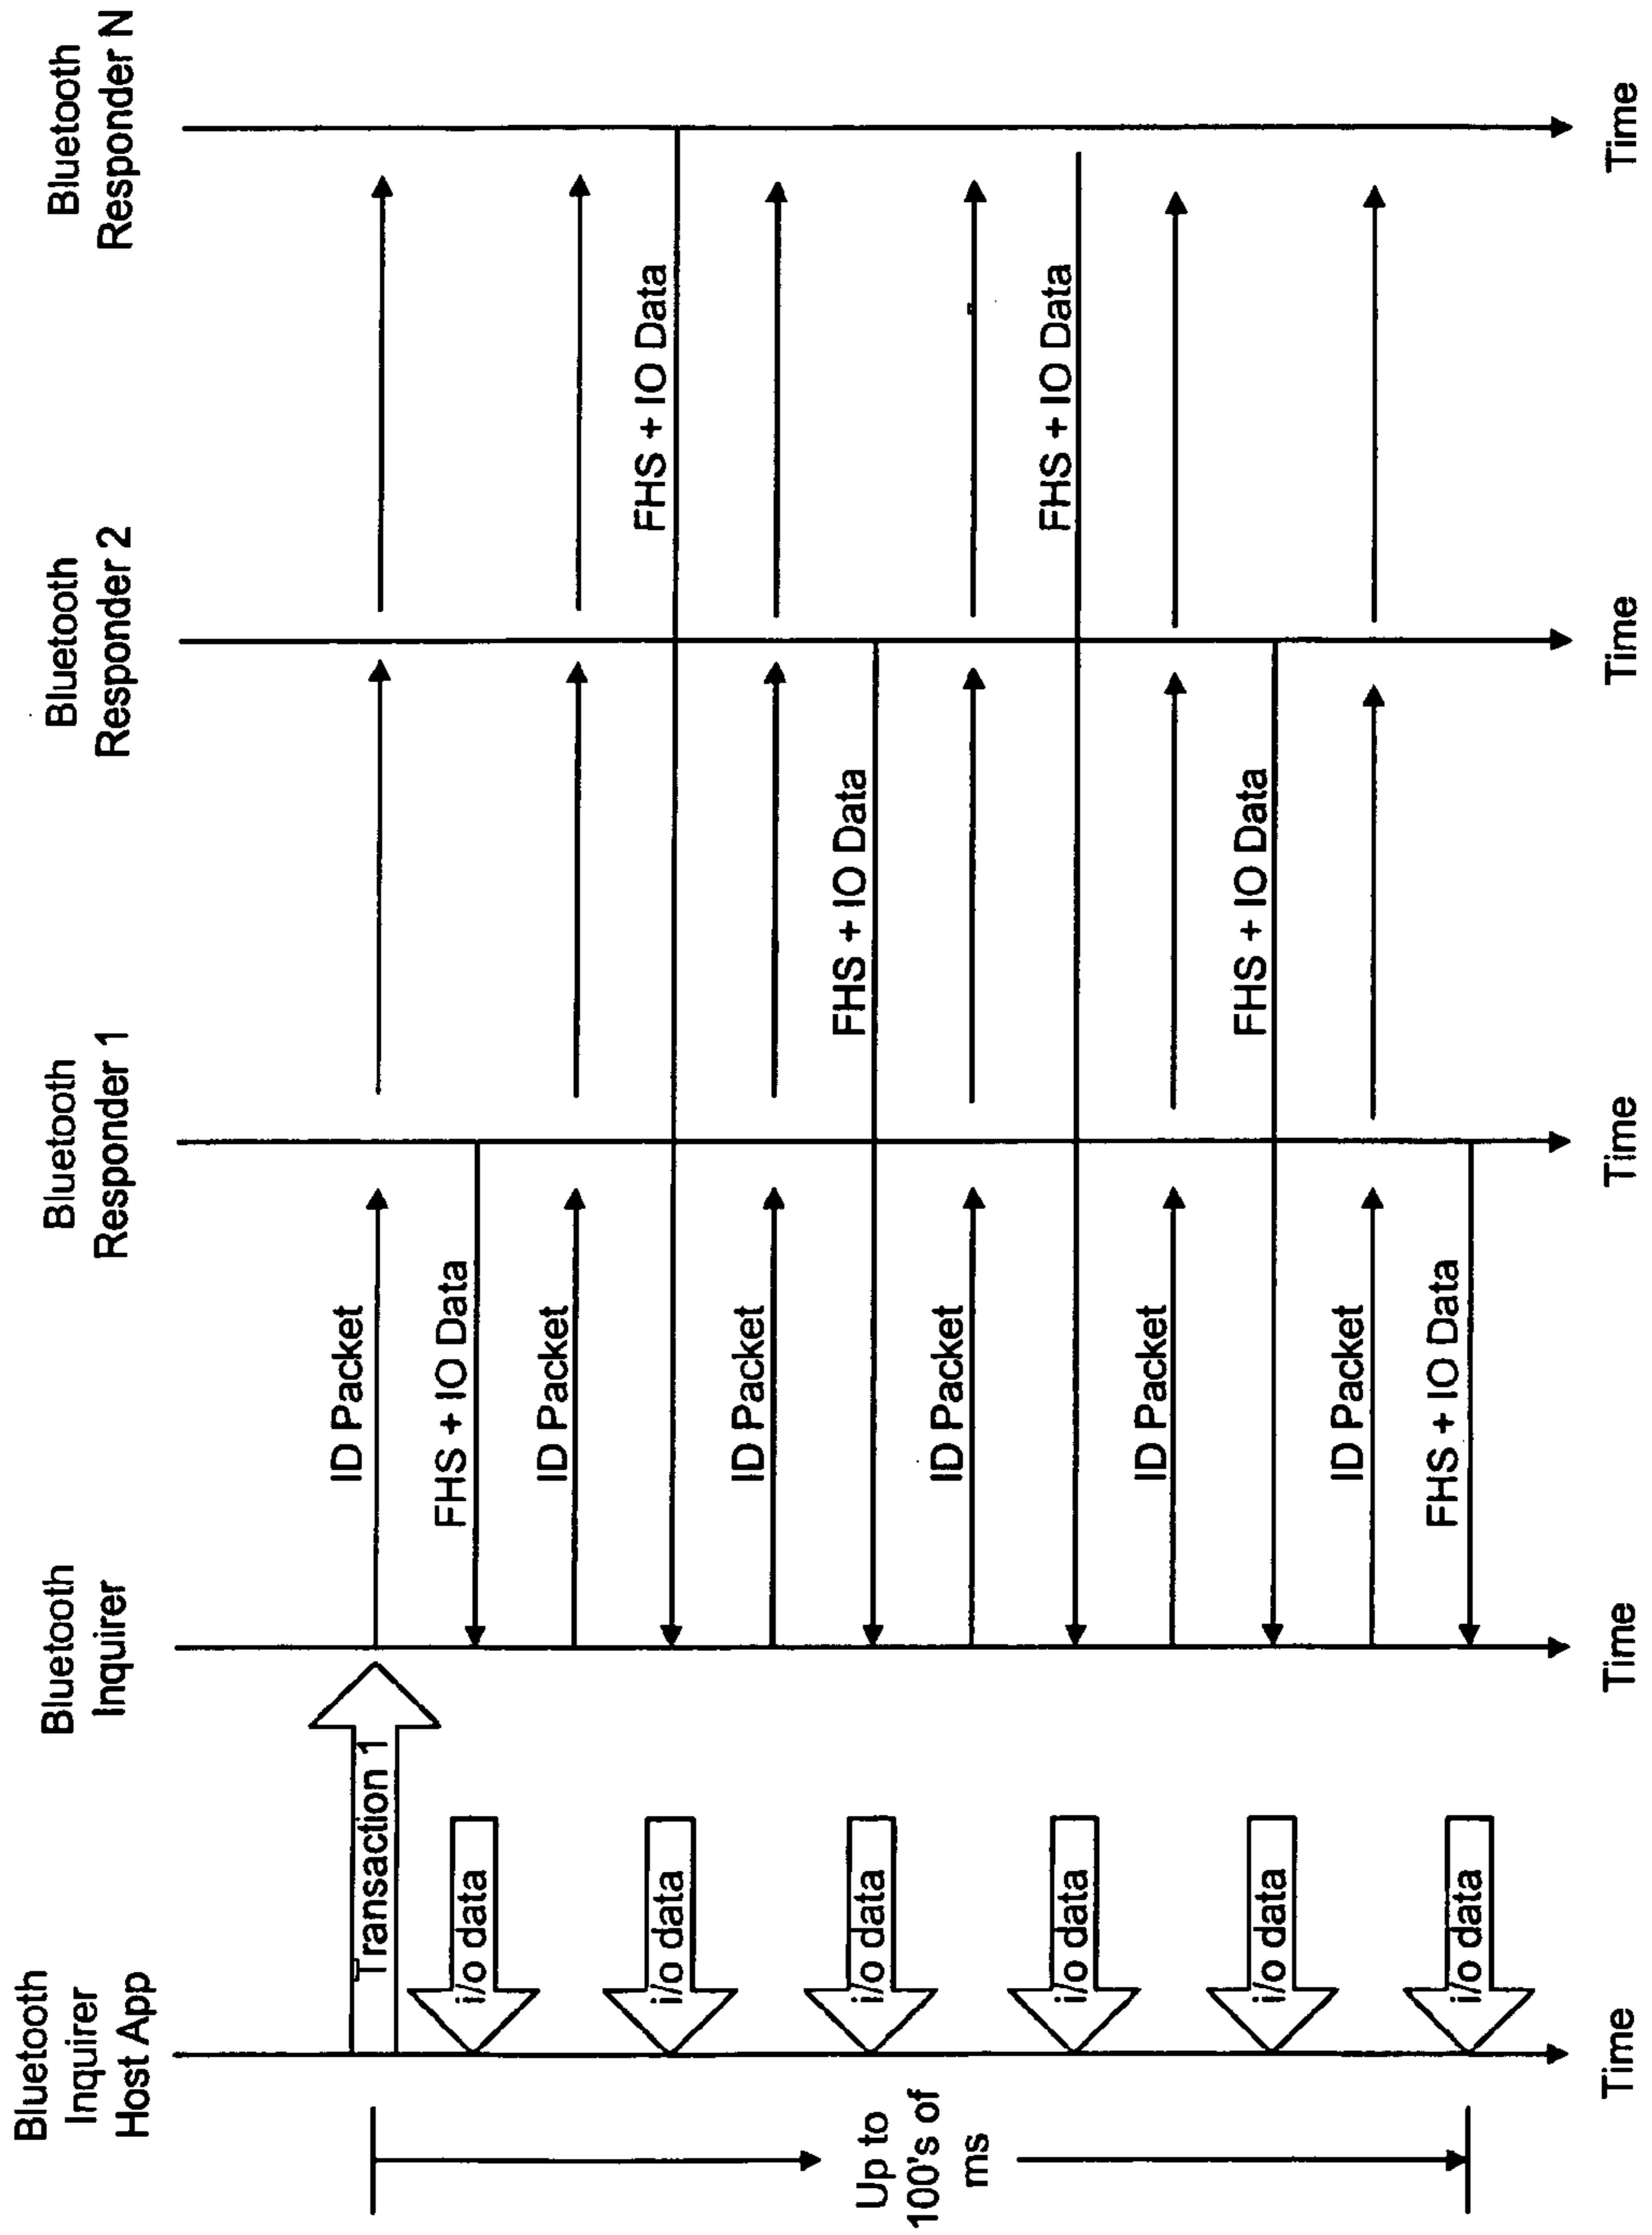 Bluetooth
Inquirer
Host App
Bluetooth
Inquirer
Bluetooth
Responder 1
Bluetooth
Responder 2
Bluetooth
Responder N
Transaction 1
ID Packet
i/o data
FHS + IO Data
ID Packet
i/o data
FHS + IO Data
ID Packet
i/o data
FHS + IO Data
ID Packet
i/o data
FHS + IO Data
ID Packet
i/o data
FHS + IO Data
ID Packet
i/o data
FHS + IO Data
Up to
100's of
ms
Time
Time
Time
Time
Time